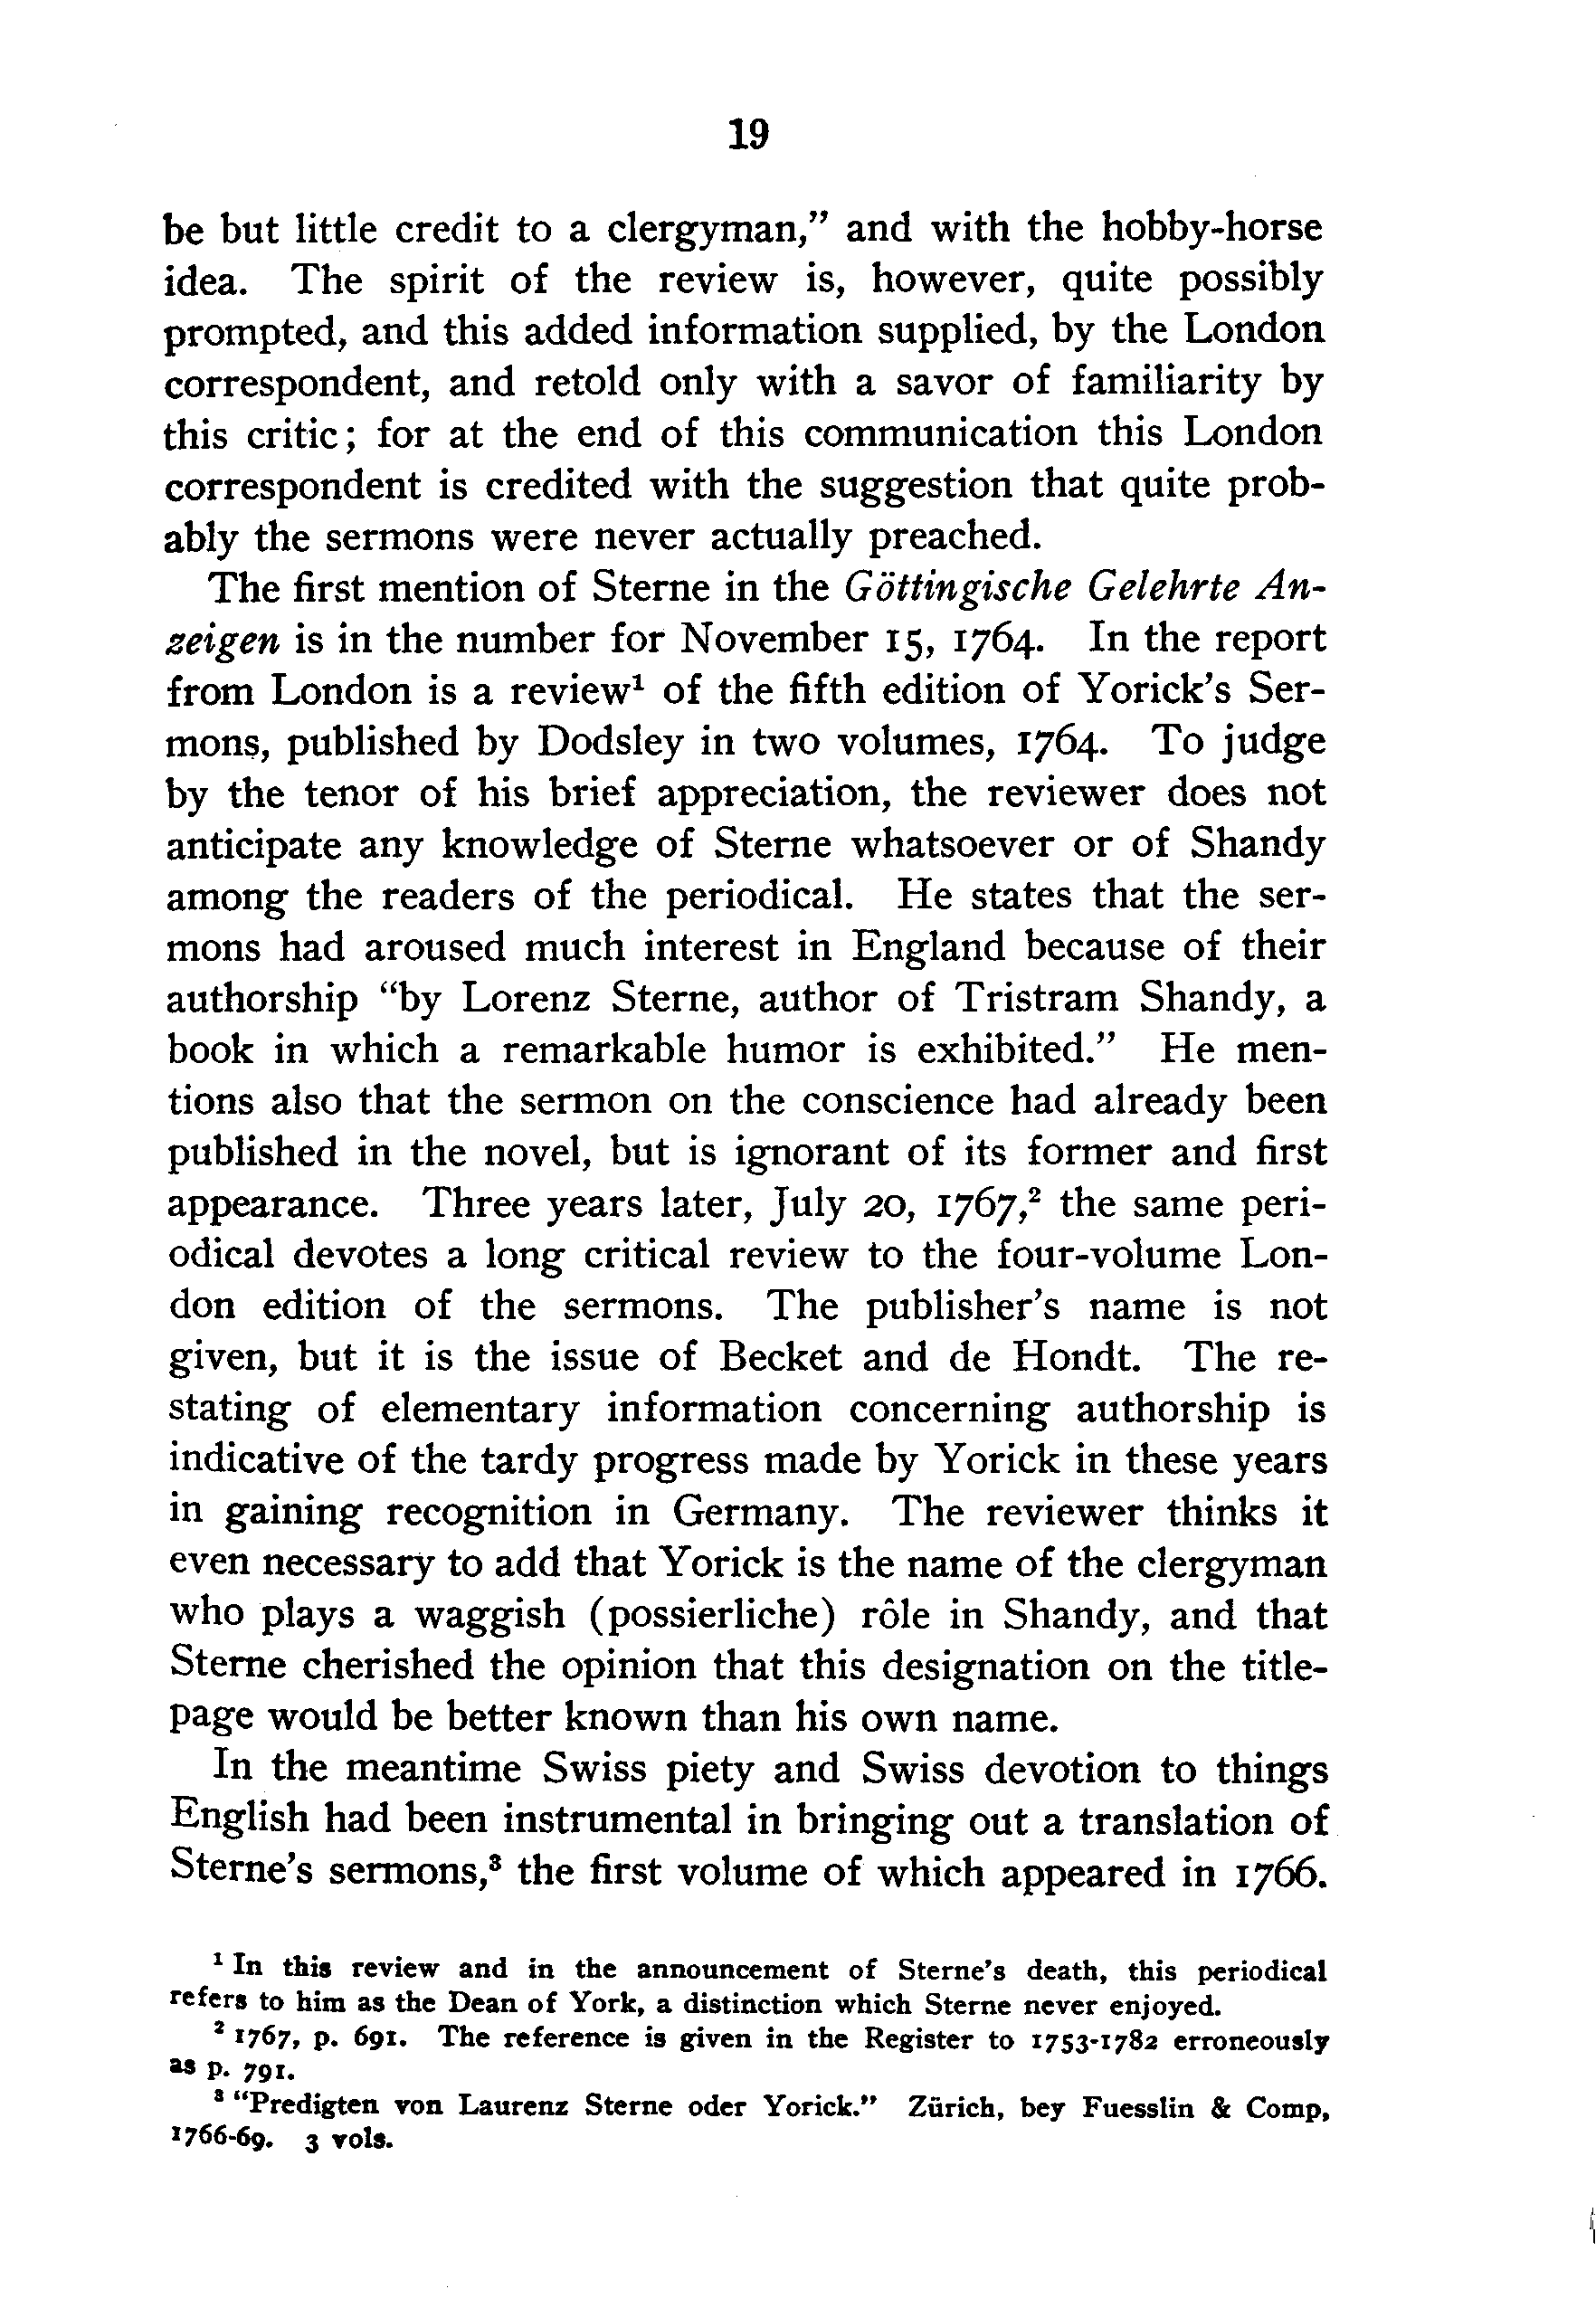 19
be but little credit to a clergyman,” and with the hobby-horse
idea. The spirit of the review is, however, quite possibly
prompted, and this added information supplied, by the London
correspondent, and retold only with a savor of familiarity by
this critic; for at the end of this communication this London
correspondent is credited with the suggestion that quite prob-
ably the sermons were never actually preached.
The first mention of Sterne in the Göttingische Gelehrte An-
zeigen is in the number for November 15, 1764. In the report
from London is a review¹ of the fifth edition of Yorick’s Ser-
mons, published by Dodsley in two volumes, 1764. To judge
by the tenor of his brief appreciation, the reviewer does not
anticipate any knowledge of Sterne whatsoever or of Shandy
among the readers of the periodical. He states that the ser-
mons had aroused much interest in England because of their
authorship “by Lorenz Sterne, author of Tristram Shandy, a
book in which a remarkable humor is exhibited.” He men-
tions also that the sermon on the conscience had already been
published in the novel, but is ignorant of its former and first
appearance. Three years later, July 20, 1767,² the same peri-
odical devotes a long critical review to the four-volume Lon-
don edition of the sermons. The publisher’s name is not
given, but it is the issue of Becket and de Hondt. The re-
stating of elementary information concerning authorship is
indicative of the tardy progress made by Yorick in these years
in gaining recognition in Germany. The reviewer thinks it
even necessary to add that Yorick is the name of the clergyman
who plays a waggish (possierliche) rôle in Shandy, and that
Sterne cherished the opinion that this designation on the title-
page would be better known than his own name.
In the meantime Swiss piety and Swiss devotion to things
English had been instrumental in bringing out a translation of
Sterne’s sermons,³ the first volume of which appeared in 1766.
¹ In this review and in the announcement of Sterne’s death, this periodical
refers to him as the Dean of York, a distinction which Sterne never enjoyed.
² 1767, p. 691. The reference is given in the Register to 1753-1782 erroneously
as p. 791.
³ “Predigten von Laurenz Sterne oder Yorick.” Zürich, bey Fuesslin & Comp,
1766-69. 3 vols.